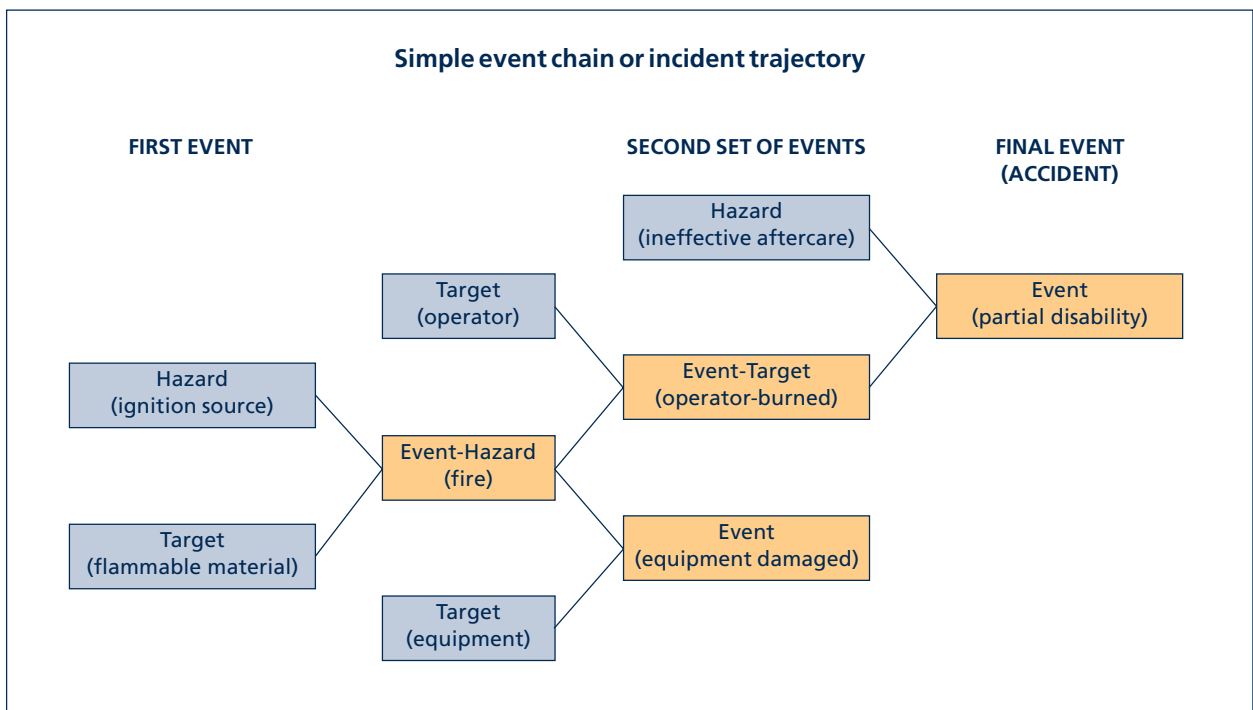 Simple event chain or incident trajectory
FIRST EVENT
SECOND SET OF EVENTS
FINAL EVENT
(ACCIDENT)
Hazard
(ineffective aftercare)
Target
(operator)
Event
(partial disability)
Hazard
(ignition source)
Event-Target
(operator-burned)
Event-Hazard
(fire)
Target
(flammable material)
Event
(equipment damaged)
Target
(equipment)